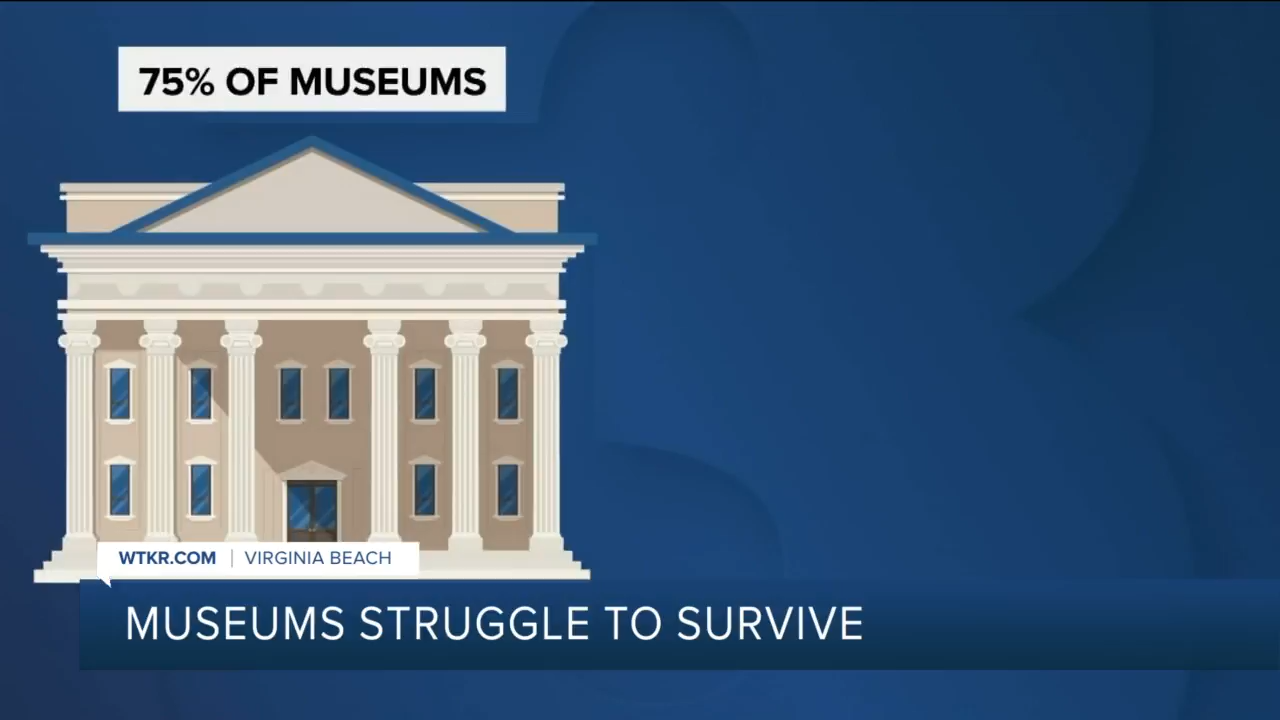 75% OF MUSEUMS
WTKR.COM | VIRGINIA BEACH
MUSEUMS STRUGGLE TO SURVIVE